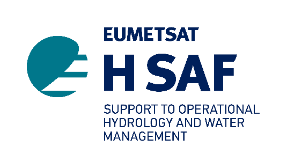 EUMETSAT
H SAF
SUPPORT TO OPERATIONAL
HYDROLOGY AND WATER
MANAGEMENT